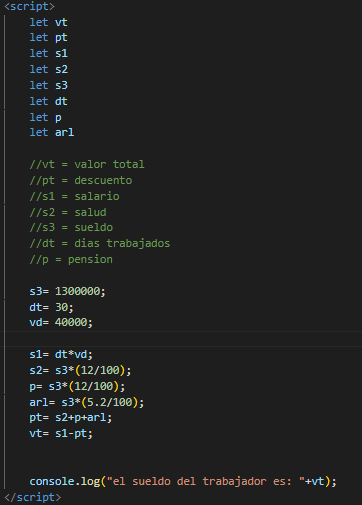 <script>
let vt
let pt
let s1
let s2
let s3
let dt
let p
let arl
//vt = valor total
//pt = descuento
//s1 = salario
//s2 = salud
//s3 = sueldo
//dt = dias trabajados
//p = pension
s3= 1300000;
dt= 30;
vd= 40000;
s1= dt*vd;
s2= s3*(12/100);
p= s3*(12/100);
arl= s3*(5.2/100);
pt= s2+p+arl;
vt= s1-pt;
console.log("el sueldo del trabajador es: "+vt);
</script>